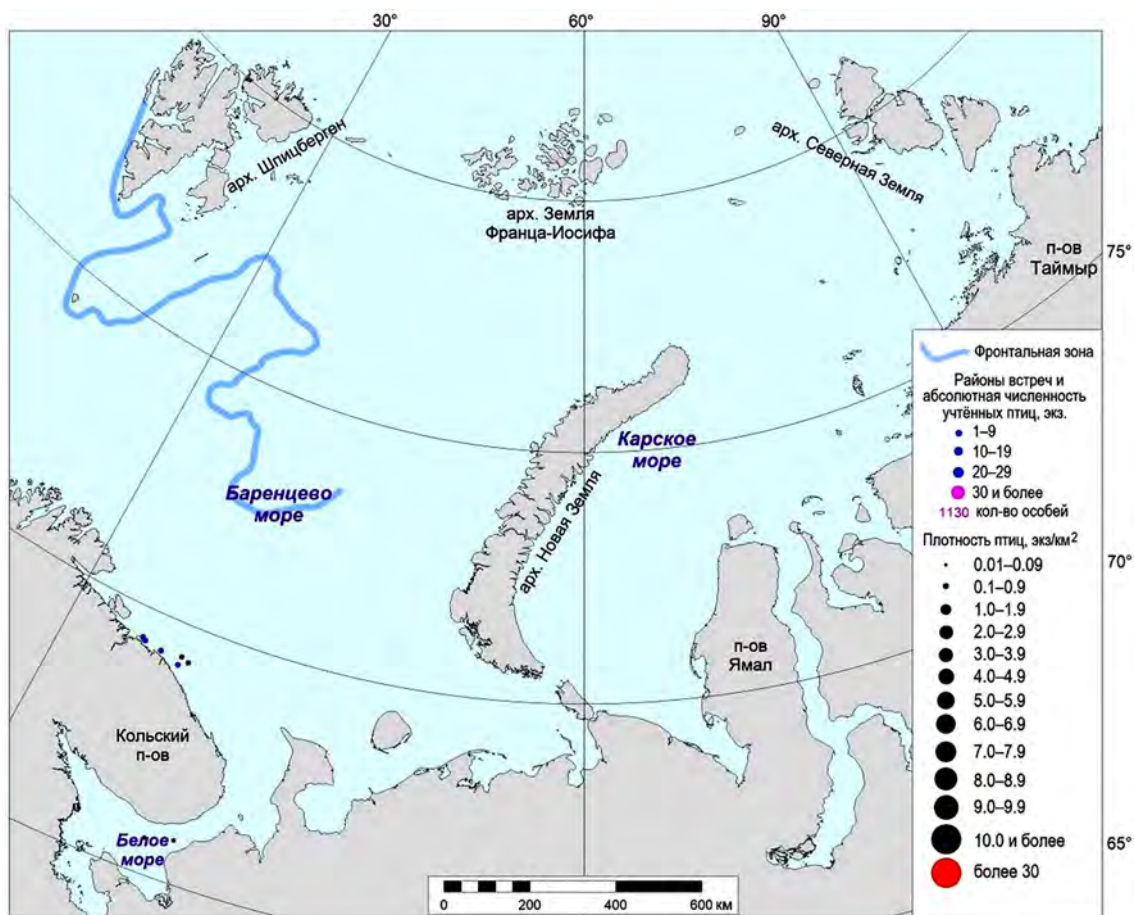 30°
60°
90°
арх. Шпицберген
арх. Земля
Франца-Иосифа
арх. Северная Земля
п-ов
Таймыр
75°
Фронтальная зона
Районы встреч и
абсолютная численность
учтённых птиц, экз.
1–9
10–19
20–29
30 и более
1130 кол-во особей
Плотность птиц, экз/км²
0.01–0.09
0.1–0.9
1.0–1.9
2.0–2.9
3.0–3.9
4.0–4.9
5.0–5.9
6.0–6.9
7.0–7.9
8.0–8.9
9.0–9.9
10.0 и более
более 30
Карское
море
Баренцево
море
арх. Новая Земля
70°
п-ов
Ямал
Кольский
п-ов
Белое
море
65°
0 200 400 600 км